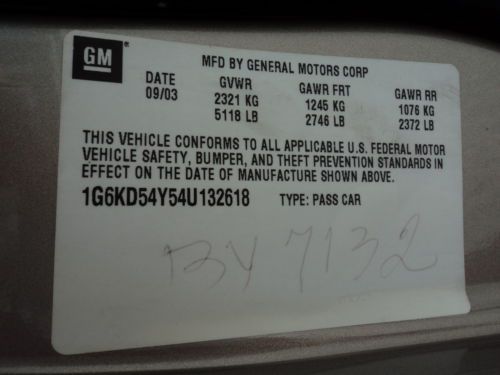 GM
MFD BY GENERAL MOTORS CORP
DATE GVWR GAWR FRT GAWR RR
09/03 2321 KG 1245 KG 1076 KG
5118 LB 2746 LB 2372 LB
THIS VEHICLE CONFORMS TO ALL APPLICABLE U.S. FEDERAL MOTOR
VEHICLE SAFETY, BUMPER, AND THEFT PREVENTION STANDARDS IN
EFFECT ON THE DATE OF MANUFACTURE SHOWN ABOVE.
1G6KD54Y54U132618 TYPE: PASS CAR
7132